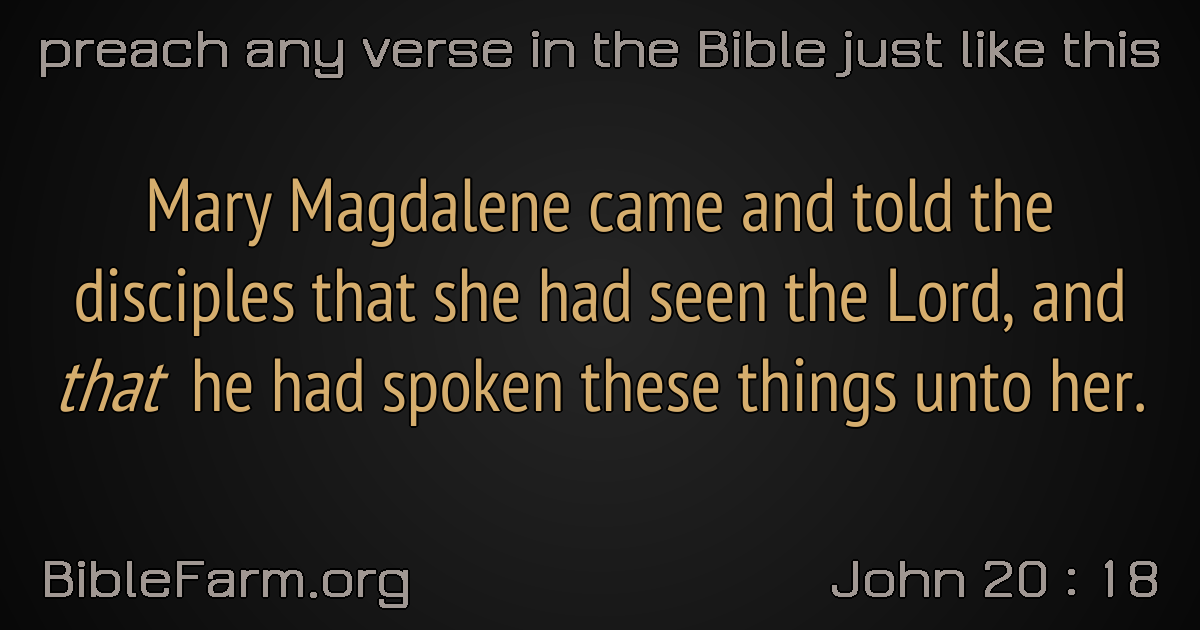 preach any verse in the Bible just like this
Mary Magdalene came and told the
disciples that she had seen the Lord, and
that he had spoken these things unto her.
BibleFarm.org
John 20 : 18